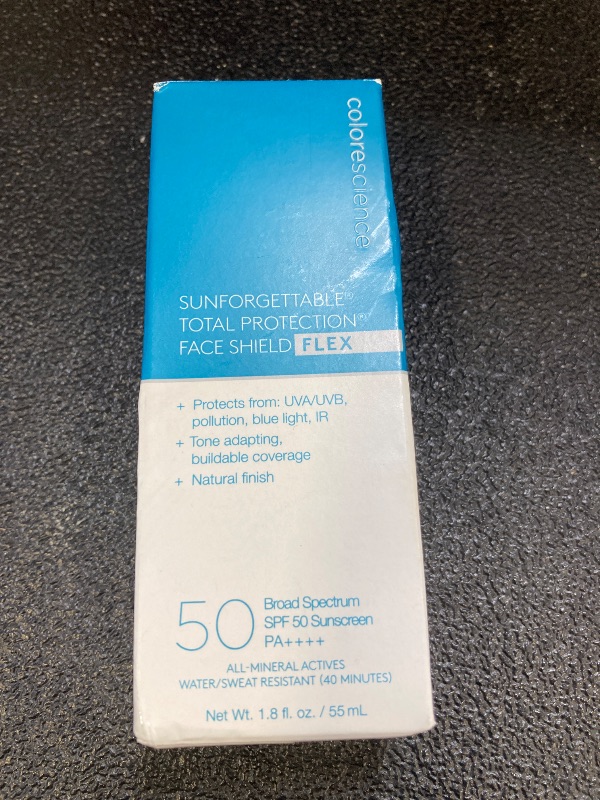 colorescience
SUNFORGETTABLE®
TOTAL PROTECTION®
FACE SHIELD FLEX
+ Protects from: UVA/UVB,
pollution, blue light, IR
+ Tone adapting,
buildable coverage
+ Natural finish
50
Broad Spectrum
SPF 50 Sunscreen
PA++++
ALL-MINERAL ACTIVES
WATER/SWEAT RESISTANT (40 MINUTES)
Net Wt. 1.8 fl. oz. / 55 mL